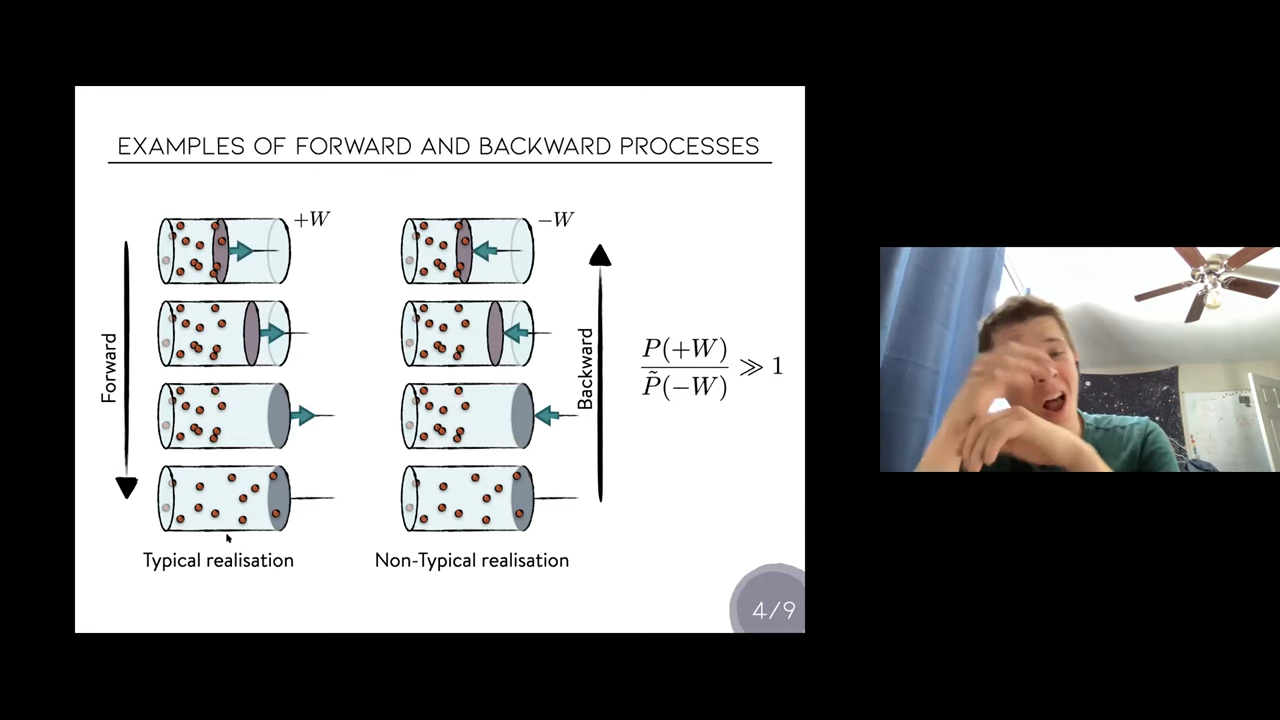 EXAMPLES OF FORWARD AND BACKWARD PROCESSES
+W
−W
Forward
Backward
P(+W)
P̃(−W)
≫ 1
Typical realisation
Non-Typical realisation
4/9